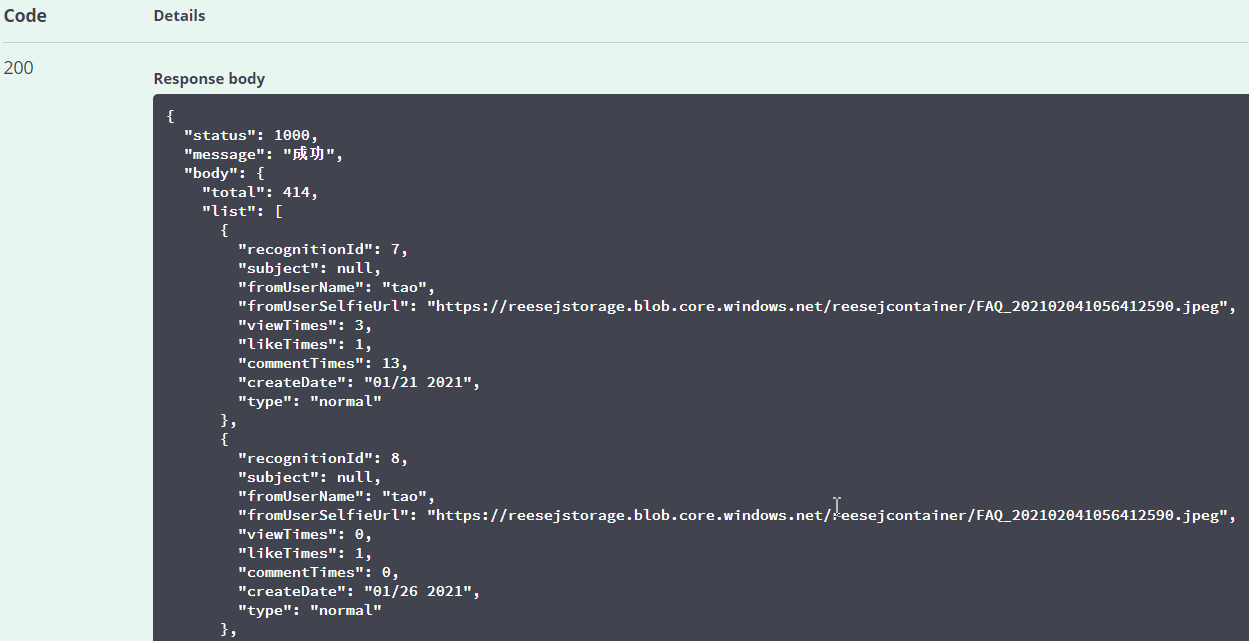 Code Details
200
Response body
{
"status": 1000,
"message": "成功",
"body": {
"total": 414,
"list": [
{
"recognitionId": 7,
"subject": null,
"fromUserName": "tao",
"fromUserSelfieUrl": "https://reesejstorage.blob.core.windows.net/reesejcontainer/FAQ_202102041056412590.jpeg",
"viewTimes": 3,
"likeTimes": 1,
"commentTimes": 13,
"createDate": "01/21 2021",
"type": "normal"
},
{
"recognitionId": 8,
"subject": null,
"fromUserName": "tao",
"fromUserSelfieUrl": "https://reesejstorage.blob.core.windows.net/reesejcontainer/FAQ_202102041056412590.jpeg",
"viewTimes": 0,
"likeTimes": 1,
"commentTimes": 0,
"createDate": "01/26 2021",
"type": "normal"
},